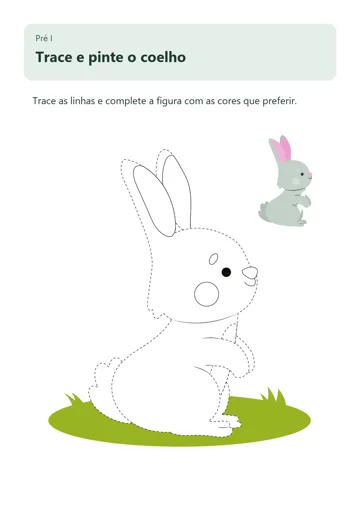 Pré I
Trace e pinte o coelho
Trace as linhas e complete a figura com as cores que preferir.